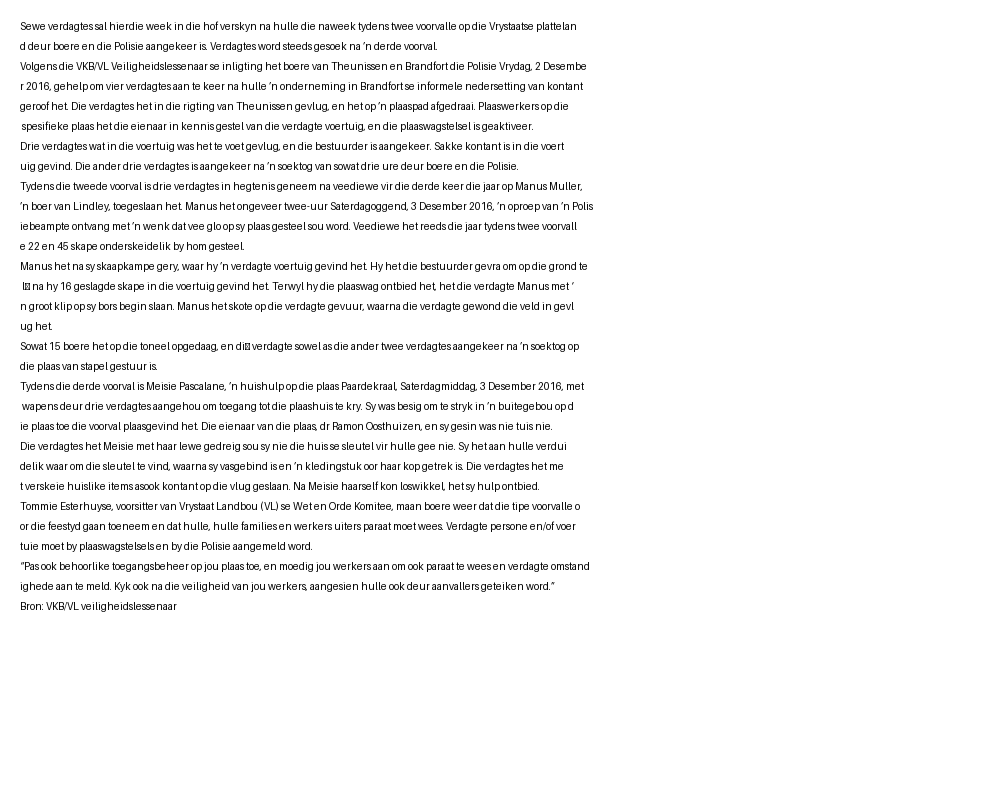 Sewe verdagtes sal hierdie week in die hof verskyn na hulle die naweek tydens twee voorvalle op die Vrystaatse plattelan
d deur boere en die Polisie aangekeer is. Verdagtes word steeds gesoek na 'n derde voorval.
Volgens die VKB/VL Veiligheidslessenaar se inligting het boere van Theunissen en Brandfort die Polisie Vrydag, 2 Desembe
r 2016, gehelp om vier verdagtes aan te keer na hulle 'n onderneming in Brandfort se informele nedersetting van kontant
geroof het. Die verdagtes het in die rigting van Theunissen gevlug, en het op 'n plaaspad afgedraai. Plaaswerkers op die
spesifieke plaas het die eienaar in kennis gestel van die verdagte voertuig, en die plaaswagstelsel is geaktiveer.
Drie verdagtes wat in die voertuig was het te voet gevlug, en die bestuurder is aangekeer. Sakke kontant is in die voert
uig gevind. Die ander drie verdagtes is aangekeer na 'n soektog van sowat drie ure deur boere en die Polisie.
Tydens die tweede voorval is drie verdagtes in hegtenis geneem na veediewe vir die derde keer die jaar op Manus Muller,
'n boer van Lindley, toegeslaan het. Manus het ongeveer twee-uur Saterdagoggend, 3 Desember 2016, 'n oproep van 'n Polis
iebeampte ontvang met 'n wenk dat vee glo op sy plaas gesteel sou word. Veediewe het reeds die jaar tydens twee voorvall
e 22 en 45 skape onderskeidelik by hom gesteel.
Manus het na sy skaapkampe gery, waar hy 'n verdagte voertuig gevind het. Hy het die bestuurder gevra om op die grond te
l� na hy 16 geslagde skape in die voertuig gevind het. Terwyl hy die plaaswag ontbied het, het die verdagte Manus met '
n groot klip op sy bors begin slaan. Manus het skote op die verdagte gevuur, waarna die verdagte gewond die veld in gevl
ug het.
Sowat 15 boere het op die toneel opgedaag, en di� verdagte sowel as die ander twee verdagtes aangekeer na 'n soektog op
die plaas van stapel gestuur is.
Tydens die derde voorval is Meisie Pascalane, 'n huishulp op die plaas Paardekraal, Saterdagmiddag, 3 Desember 2016, met
wapens deur drie verdagtes aangehou om toegang tot die plaashuis te kry. Sy was besig om te stryk in 'n buitegebou op d
ie plaas toe die voorval plaasgevind het. Die eienaar van die plaas, dr Ramon Oosthuizen, en sy gesin was nie tuis nie.
Die verdagtes het Meisie met haar lewe gedreig sou sy nie die huis se sleutel vir hulle gee nie. Sy het aan hulle verdui
delik waar om die sleutel te vind, waarna sy vasgebind is en 'n kledingstuk oor haar kop getrek is. Die verdagtes het me
t verskeie huislike items asook kontant op die vlug geslaan. Na Meisie haarself kon loswikkel, het sy hulp ontbied.
Tommie Esterhuyse, voorsitter van Vrystaat Landbou (VL) se Wet en Orde Komitee, maan boere weer dat die tipe voorvalle o
or die feestyd gaan toeneem en dat hulle, hulle families en werkers uiters paraat moet wees. Verdagte persone en/of voer
tuie moet by plaaswagstelsels en by die Polisie aangemeld word.
"Pas ook behoorlike toegangsbeheer op jou plaas toe, en moedig jou werkers aan om ook paraat te wees en verdagte omstand
ighede aan te meld. Kyk ook na die veiligheid van jou werkers, aangesien hulle ook deur aanvallers geteiken word."
Bron: VKB/VL veiligheidslessenaar